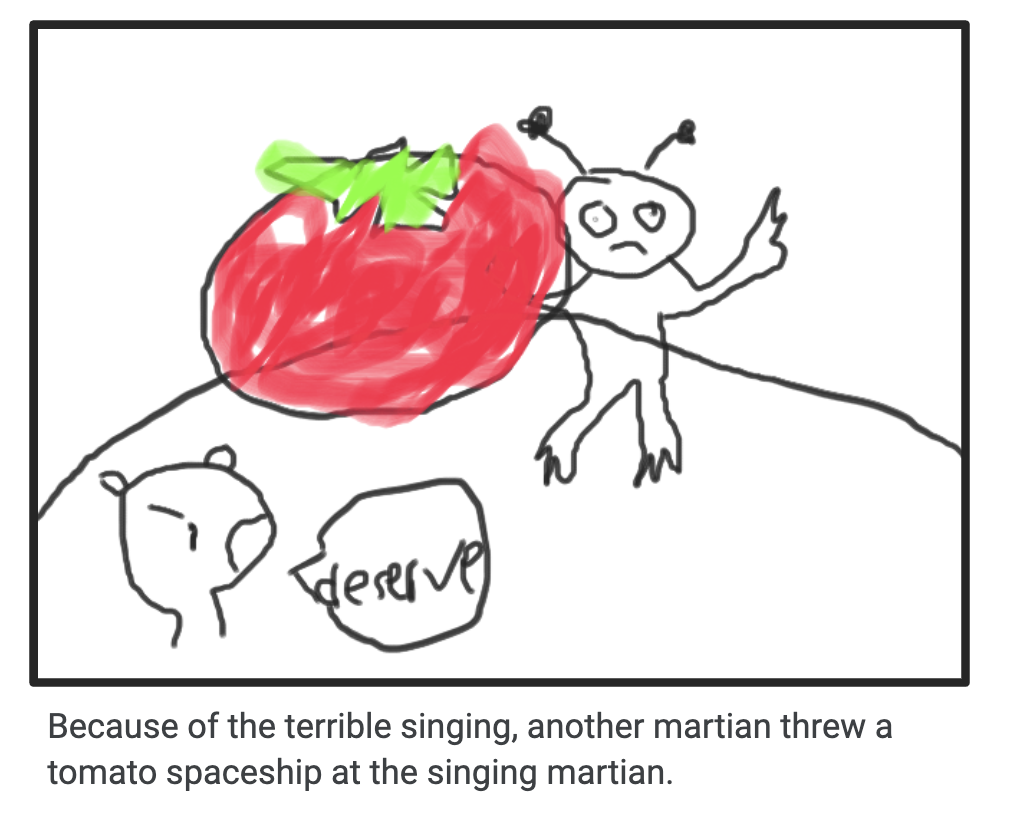 deserve
Because of the terrible singing, another martian threw a
tomato spaceship at the singing martian.